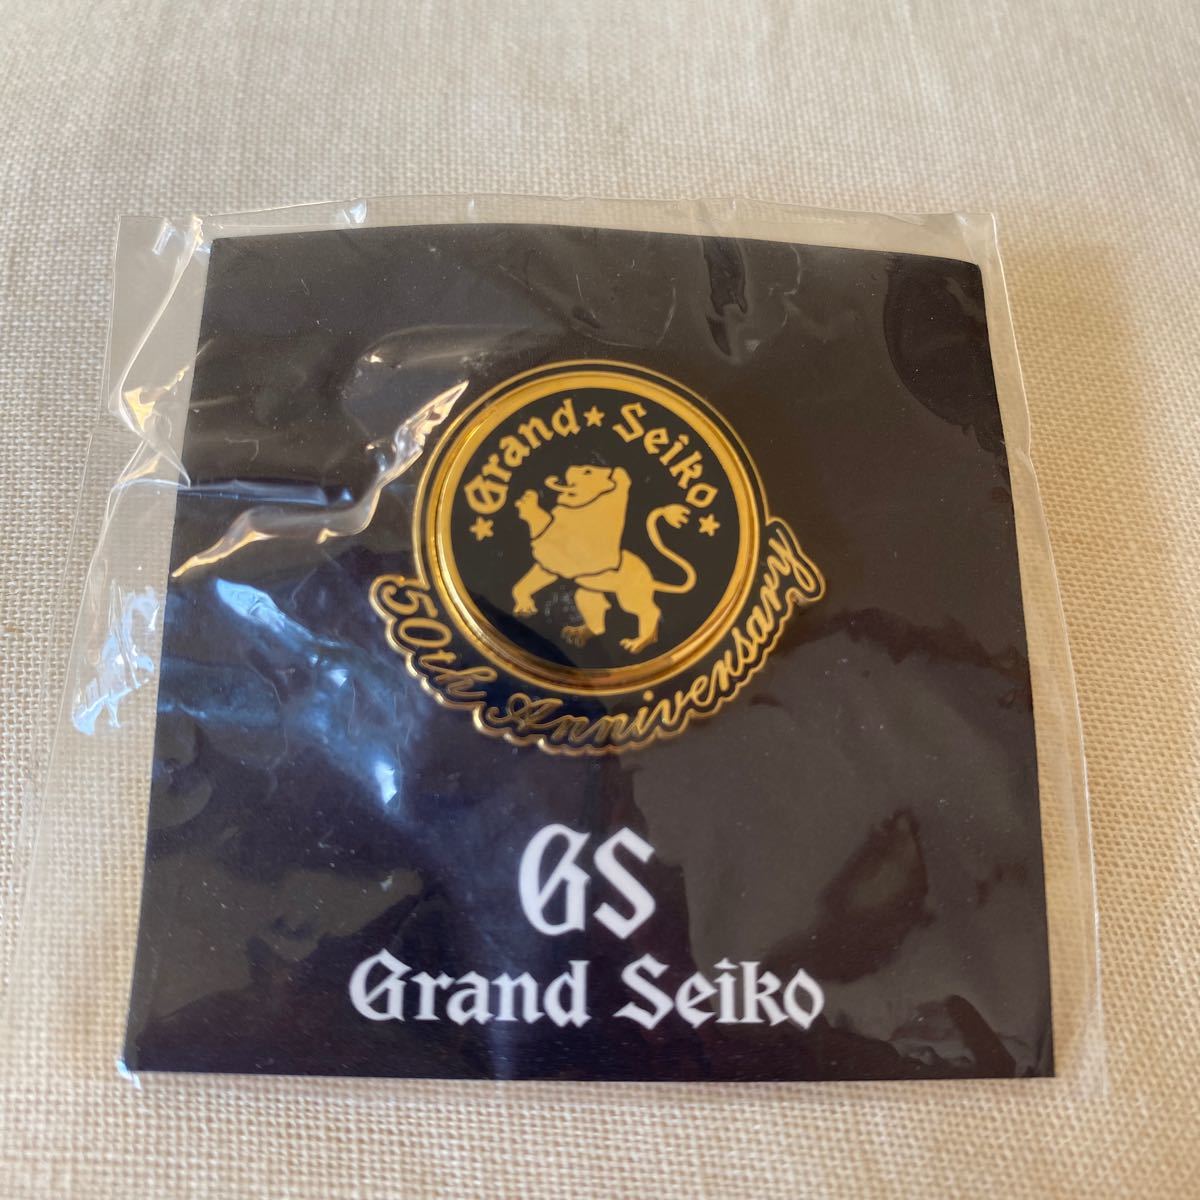 ★Grand★Seiko★
50th Anniversary
GS
Grand Seiko